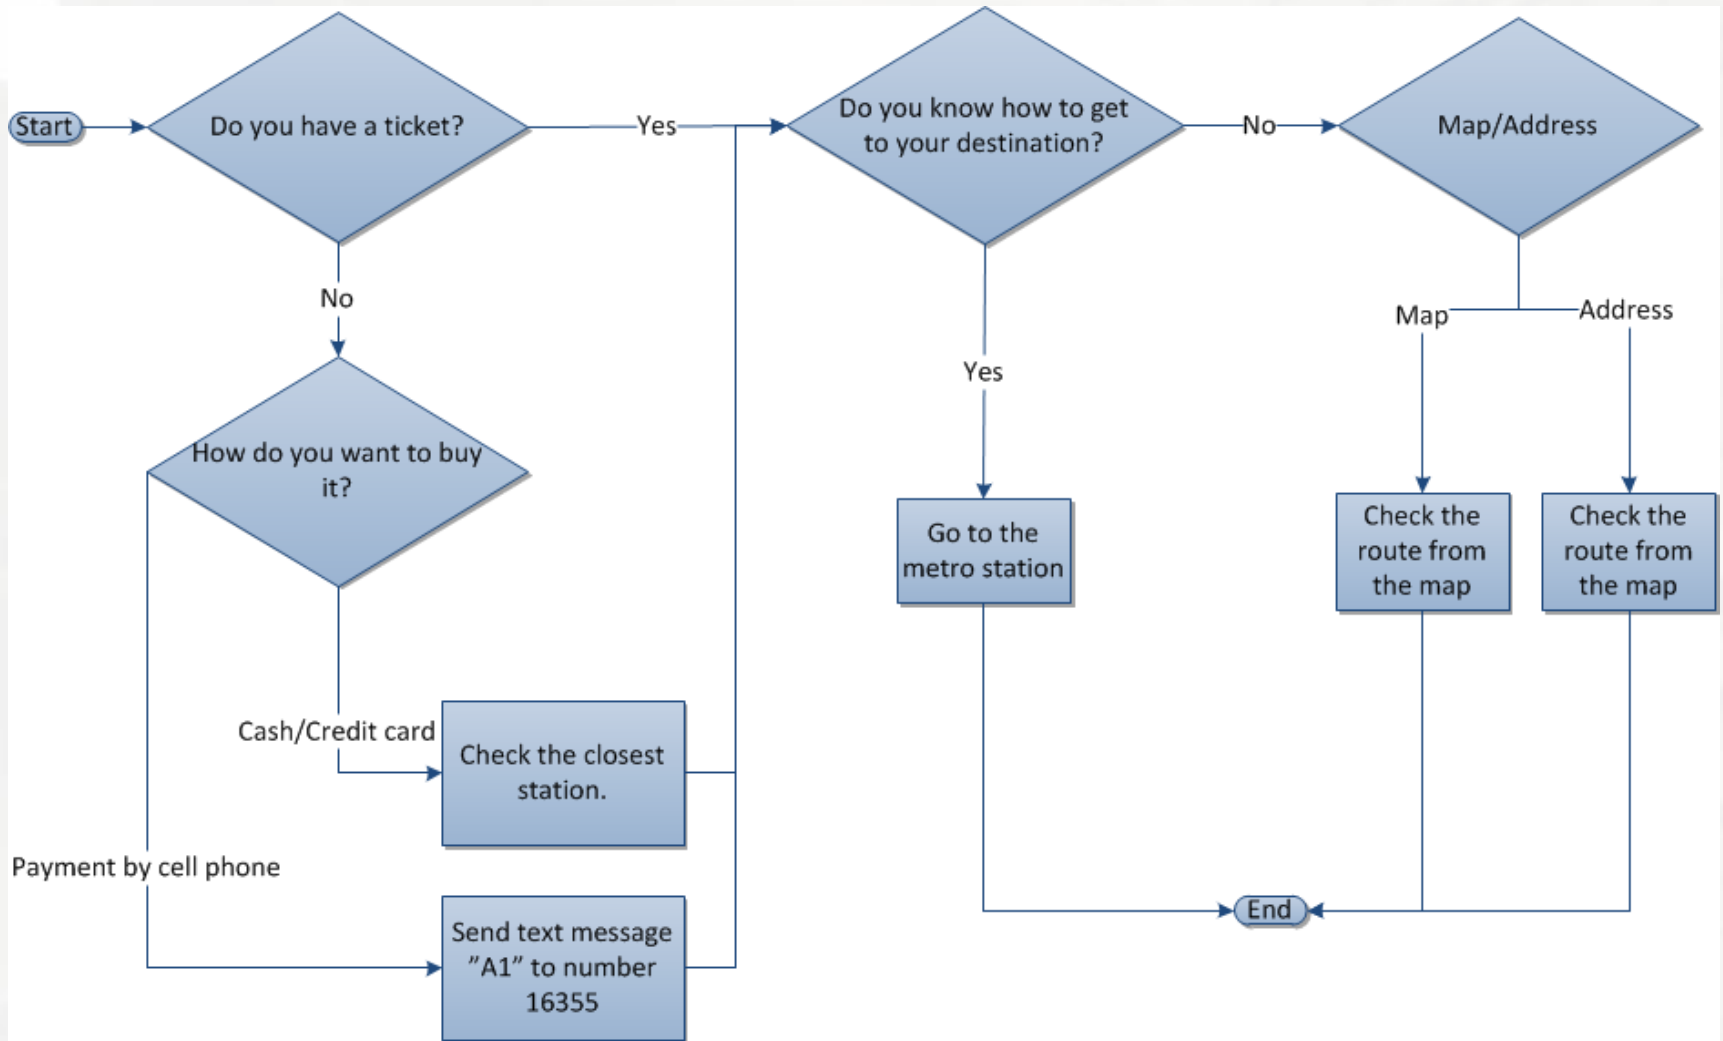 Start
Do you have a ticket?
Yes
Do you know how to get
to your destination?
No
Map/Address
No
Map
Address
Yes
How do you want to buy
it?
Go to the
metro station
Check the
route from
the map
Check the
route from
the map
Cash/Credit card
Check the closest
station.
Payment by cell phone
Send text message
”A1” to number
16355
End